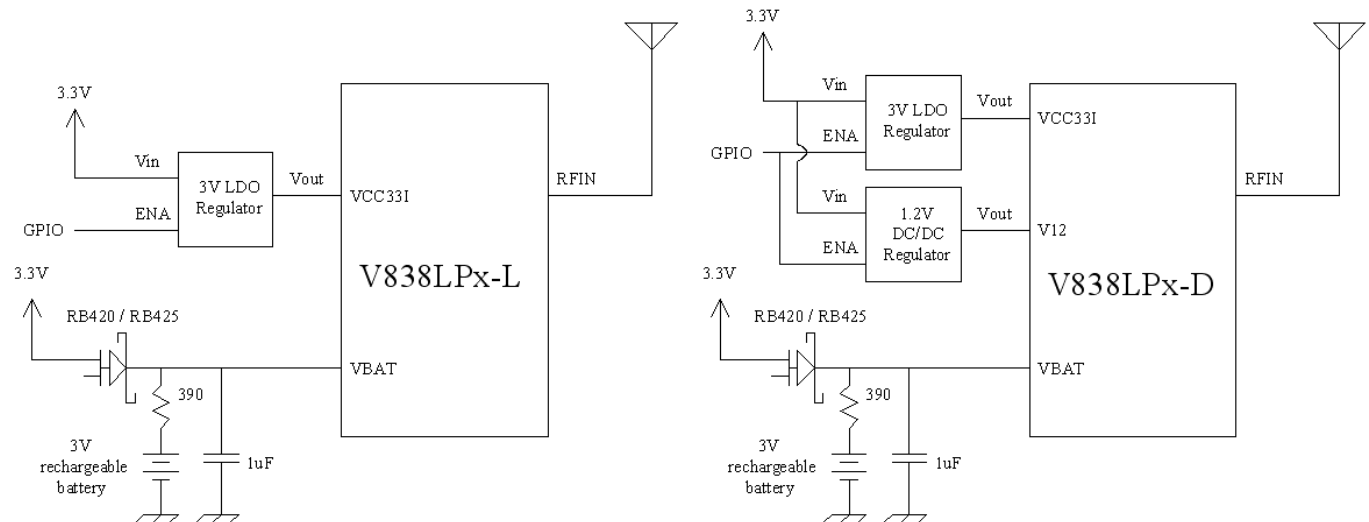 3.3V
Vin
3V LDO
Regulator
Vout
ENA
GPIO
VCC33I
RFIN
V838LPx-L
3.3V
RB420 / RB425
VBAT
390
3V
rechargeable
battery
1uF
3.3V
Vin
3V LDO
Regulator
Vout
ENA
GPIO
VCC33I
RFIN
Vin
1.2V
DC/DC
Regulator
Vout
ENA
V12
V838LPx-D
3.3V
RB420 / RB425
VBAT
390
3V
rechargeable
battery
1uF